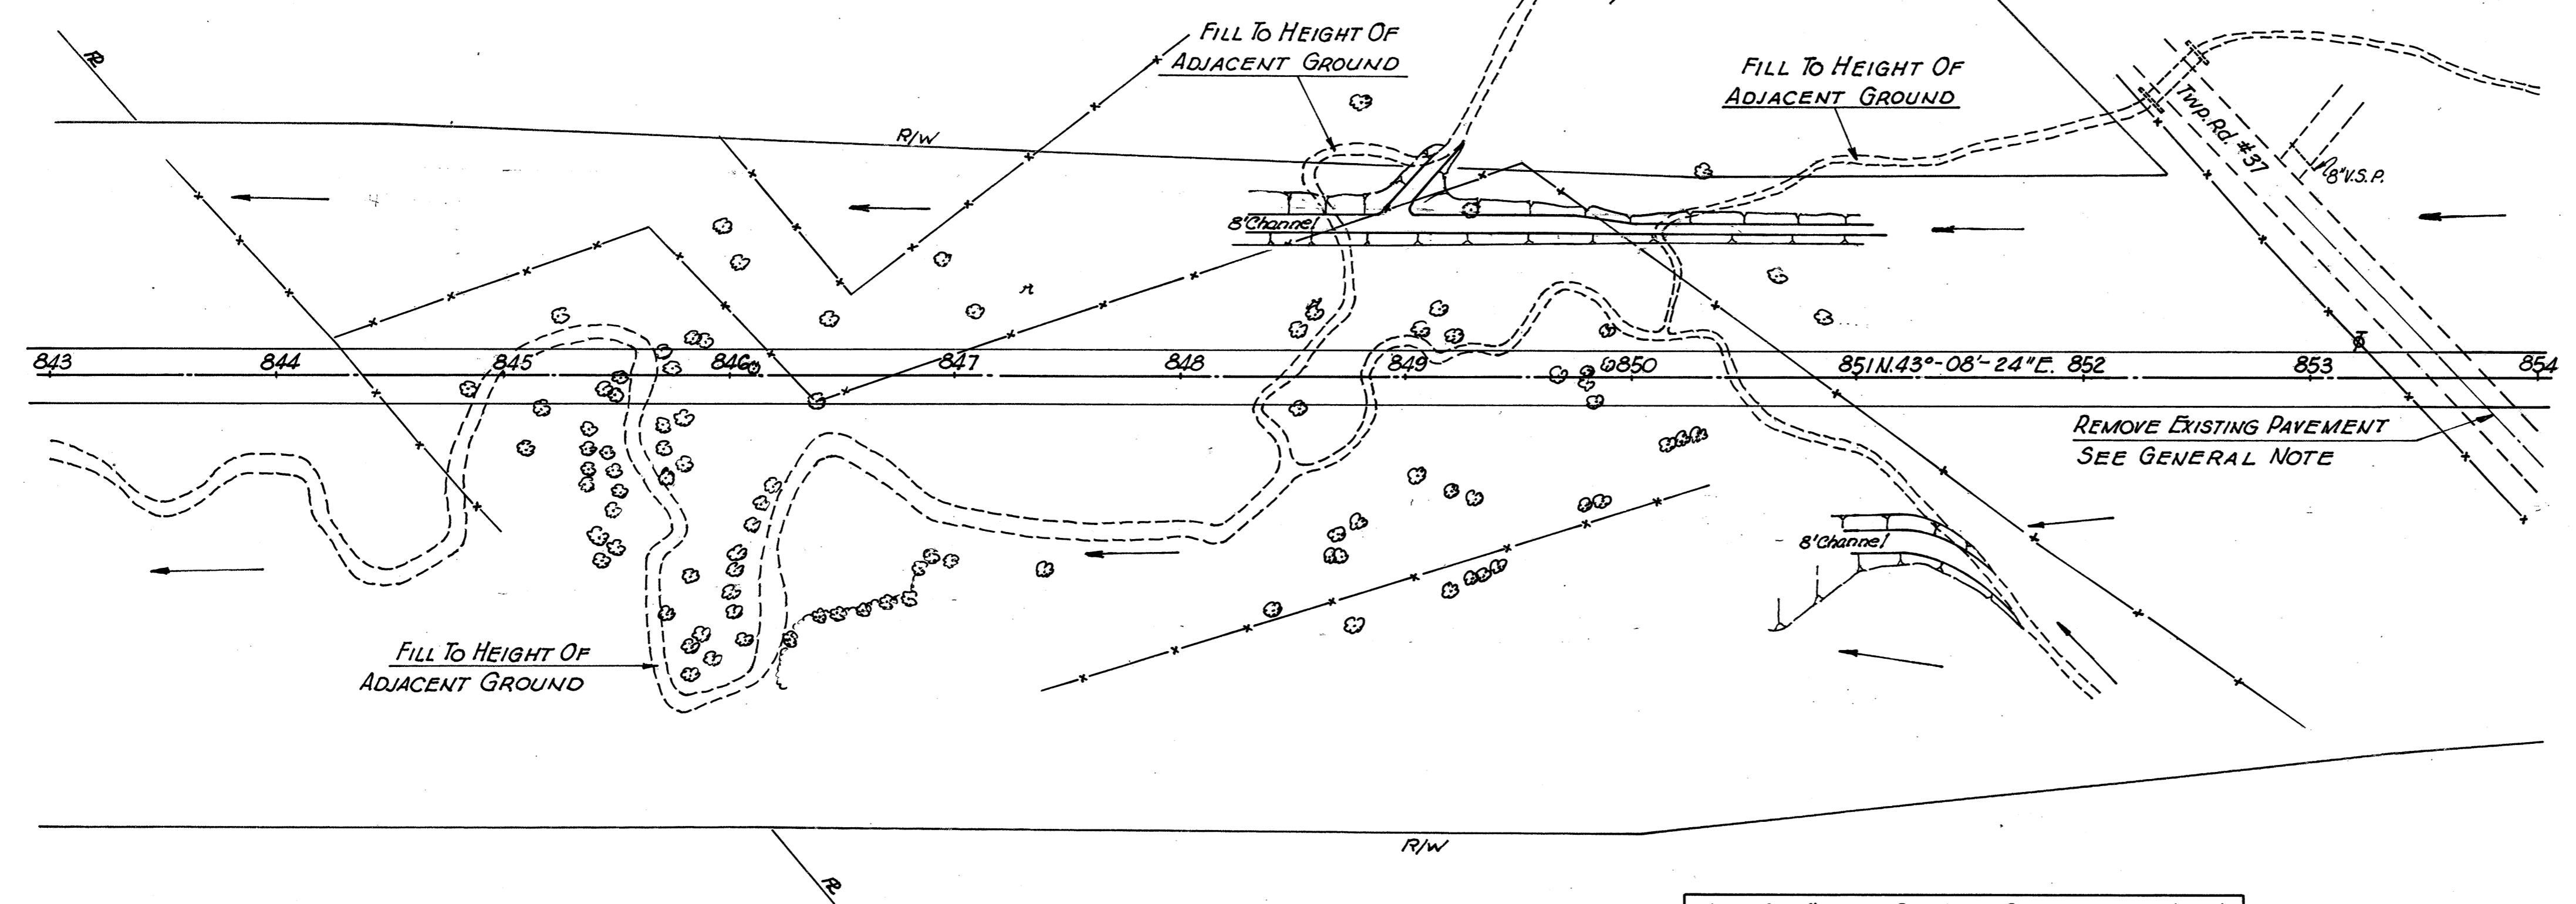 FILL TO HEIGHT OF
ADJACENT GROUND
FILL TO HEIGHT OF
ADJACENT GROUND
Twp. Rd. #37
8" V.S.P.
R/W
8' Channel
843 844 845 846 847 848 849 850 851 N. 43°-08'-24" E. 852 853 854
REMOVE EXISTING PAVEMENT
SEE GENERAL NOTE
8' Channel
FILL TO HEIGHT OF
ADJACENT GROUND
R/W